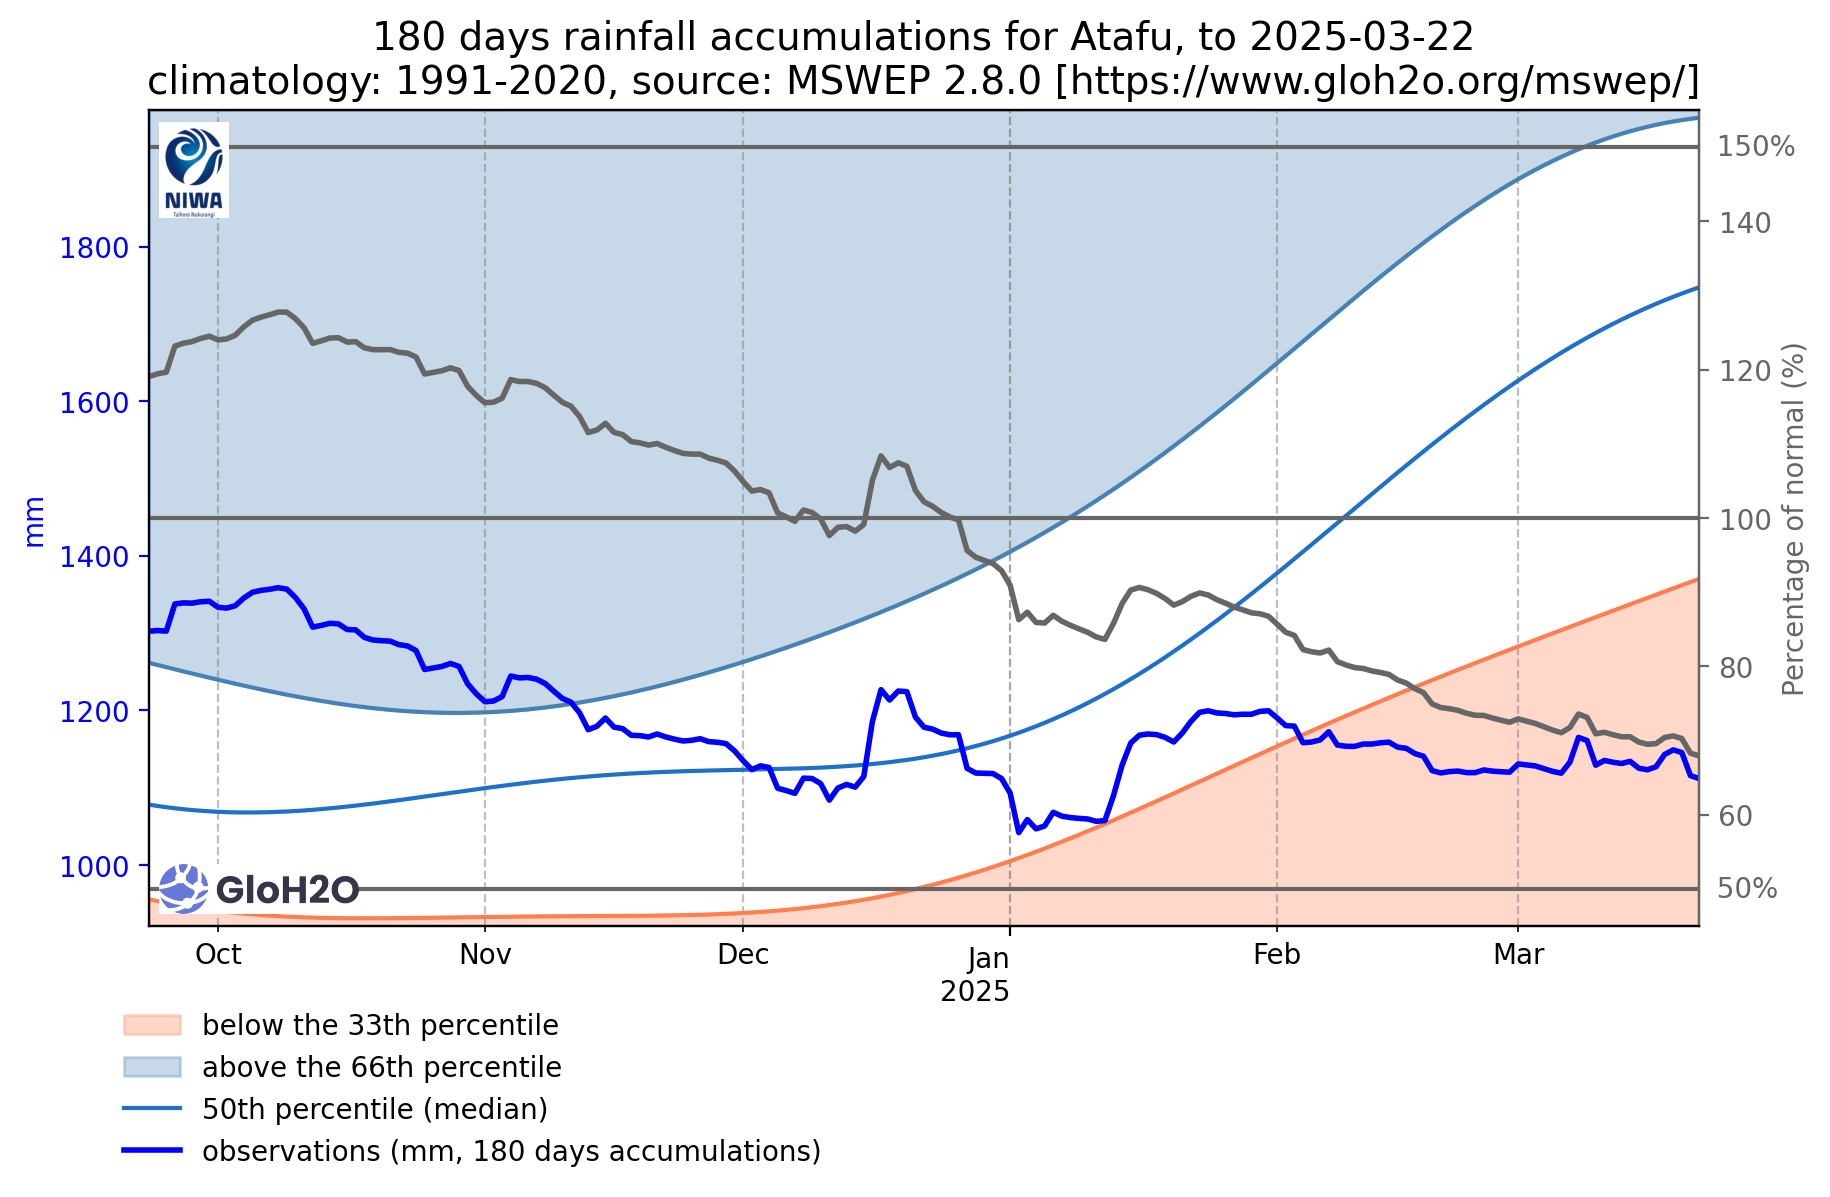 180 days rainfall accumulations for Atafu, to 2025-03-22
climatology: 1991-2020, source: MSWEP 2.8.0 [https://www.gloh2o.org/mswep/]
NIWA
Taihoro Nukurangi
150%
140
120
100
80
60
50%
Percentage of normal (%)
1800
1600
1400
1200
1000
mm
GloH2O
Oct
Nov
Dec
Jan
2025
Feb
Mar
below the 33th percentile
above the 66th percentile
50th percentile (median)
observations (mm, 180 days accumulations)